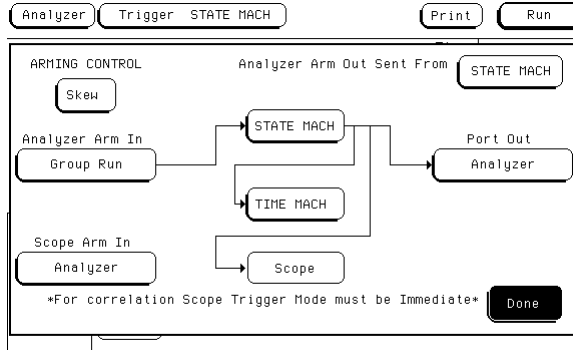 Analyzer Trigger STATE MACH Print Run
ARMING CONTROL
Analyzer Arm Out Sent From STATE MACH
Skew
Analyzer Arm In
Group Run
STATE MACH
Port Out
Analyzer
TIME MACH
Scope Arm In
Analyzer
Scope
*For correlation Scope Trigger Mode must be Immediate*
Done